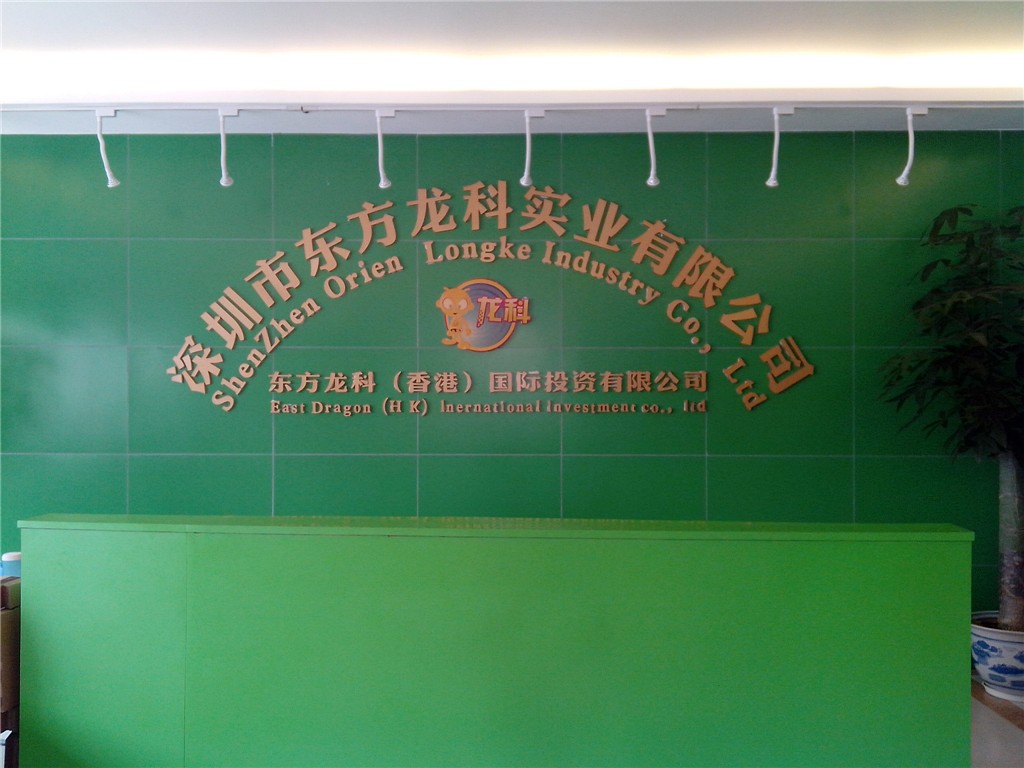 深圳市东方龙科实业有限公司
ShenZhen Orien Longke Industry Co., Ltd
龙科
东方龙科（香港）国际投资有限公司
East Dragon (H K) Inernational Investment co., ltd